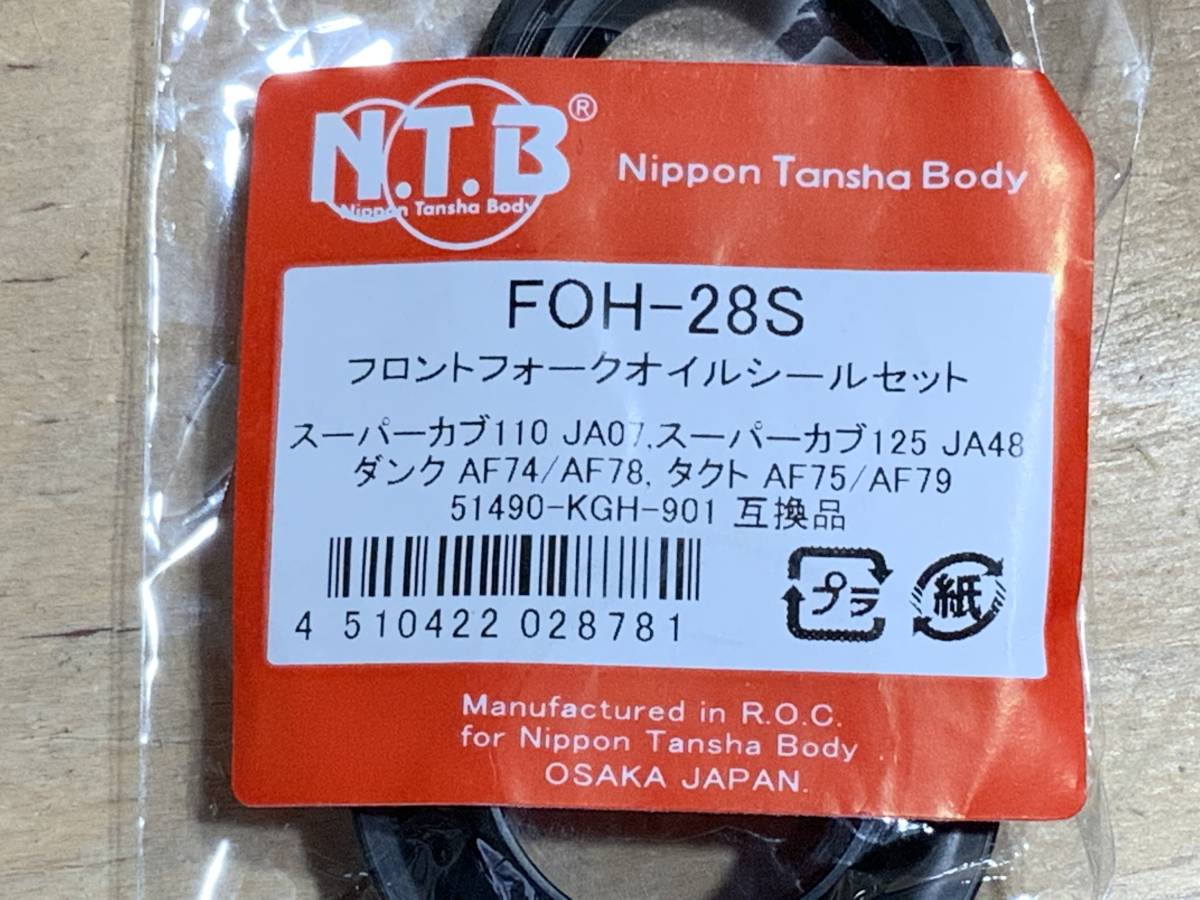 N.T.B®
Nippon Tansha Body
Nippon Tansha Body
FOH-28S
フロントフォークオイルシールセット
スーパーカブ110 JA07,スーパーカブ125 JA48
ダンク AF74/AF78, タクト AF75/AF79
51490-KGH-901 互換品
4 510422 028781
プラ
紙
Manufactured in R.O.C.
for Nippon Tansha Body
OSAKA JAPAN.